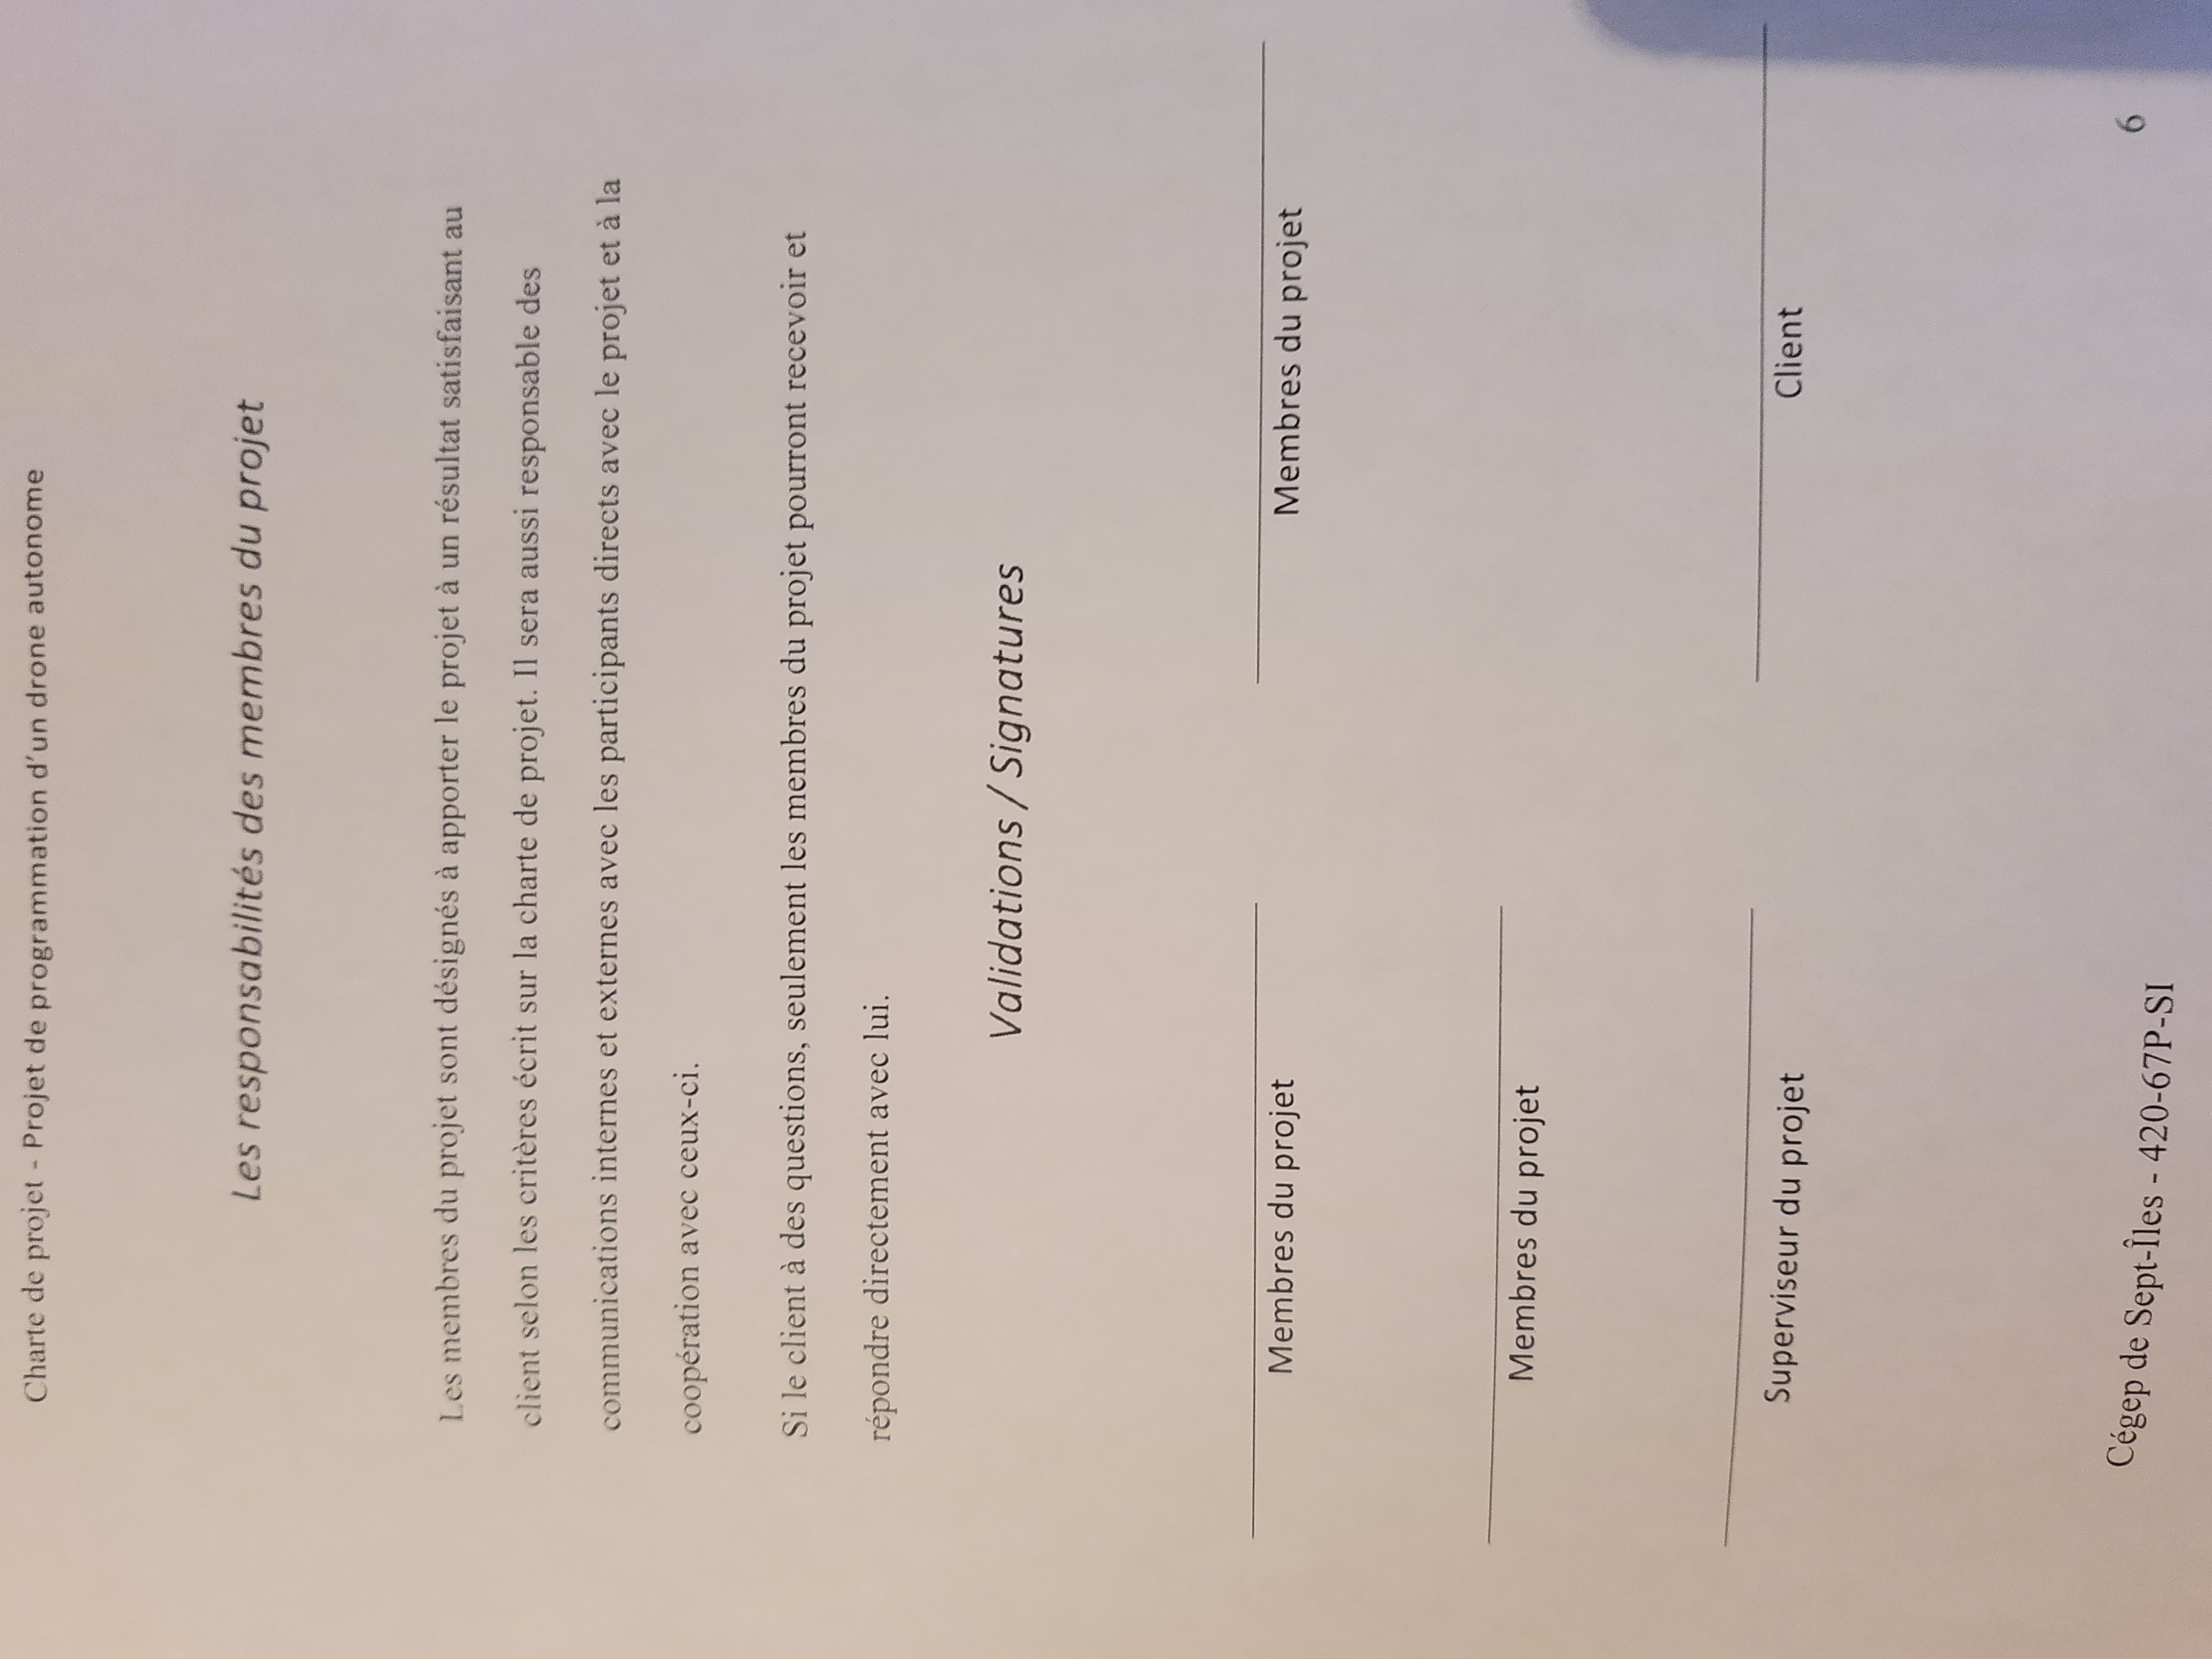 Charte de projet - Projet de programmation d'un drone autonome
Les responsabilités des membres du projet
Les membres du projet sont désignés à apporter le projet à un résultat satisfaisant au
client selon les critères écrit sur la charte de projet. Il sera aussi responsable des
communications internes et externes avec les participants directs avec le projet et à la
coopération avec ceux-ci.
Si le client à des questions, seulement les membres du projet pourront recevoir et
répondre directement avec lui.
Validations / Signatures
Membres du projet
Membres du projet
Membres du projet
Superviseur du projet
Client
Cégep de Sept-Îles - 420-67P-SI
6